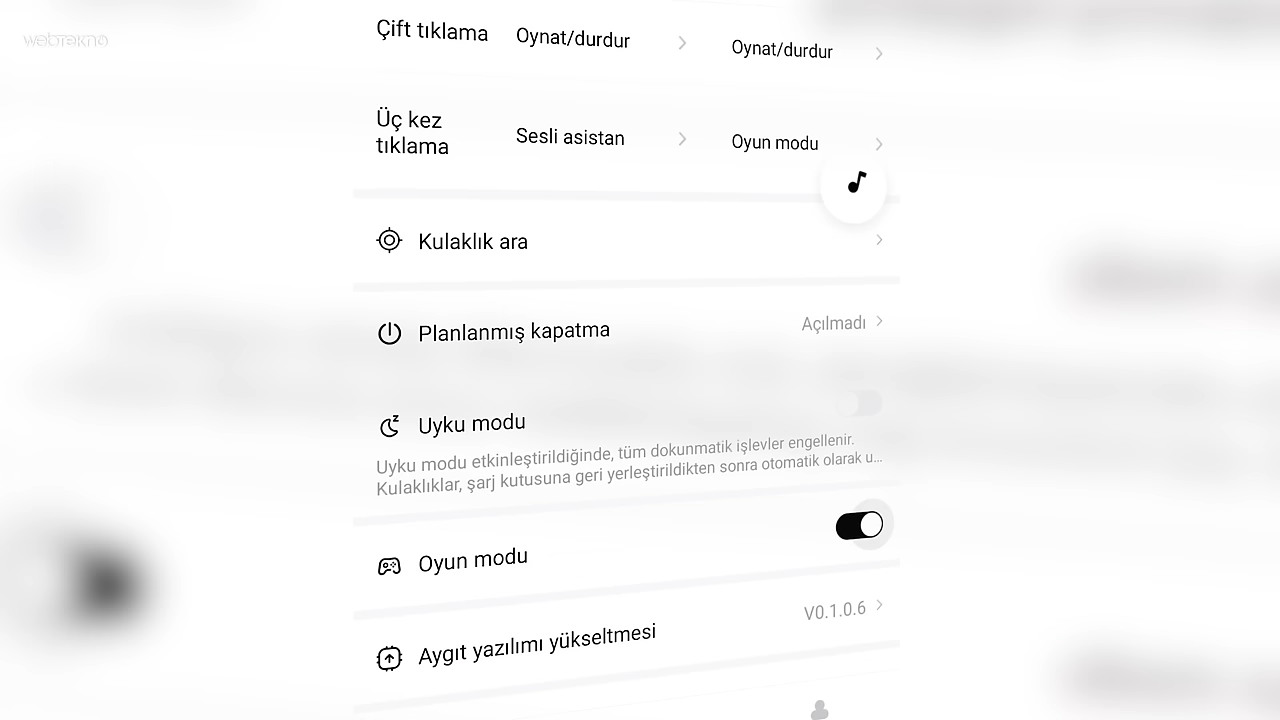 webtekno
Çift tıklama Oynat/durdur Oynat/durdur
Üç kez
tıklama Sesli asistan Oyun modu
Kulaklık ara
Planlanmış kapatma Açılmadı
Uyku modu
Uyku modu etkinleştirildiğinde, tüm dokunmatik işlevler engellenir.
Kulaklıklar, şarj kutusuna geri yerleştirildikten sonra otomatik olarak u...
Oyun modu
Aygıt yazılımı yükseltmesi V0.1.0.6